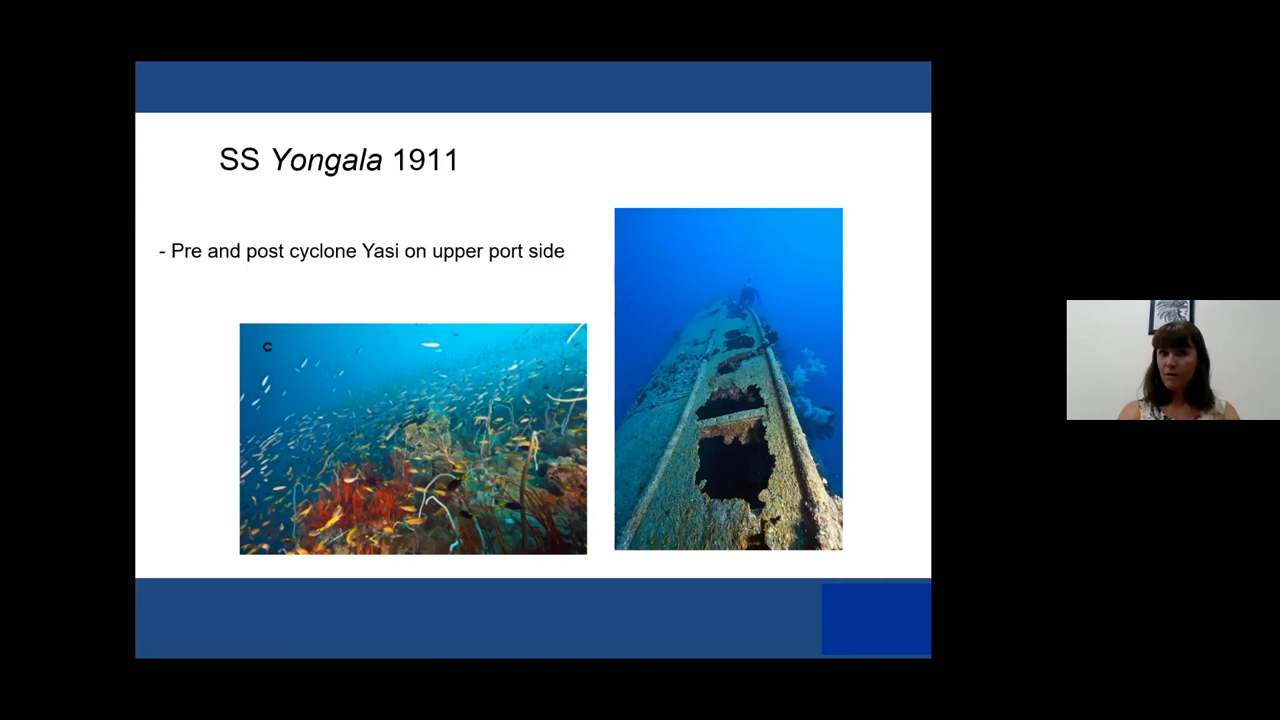 SS Yongala 1911
- Pre and post cyclone Yasi on upper port side
C